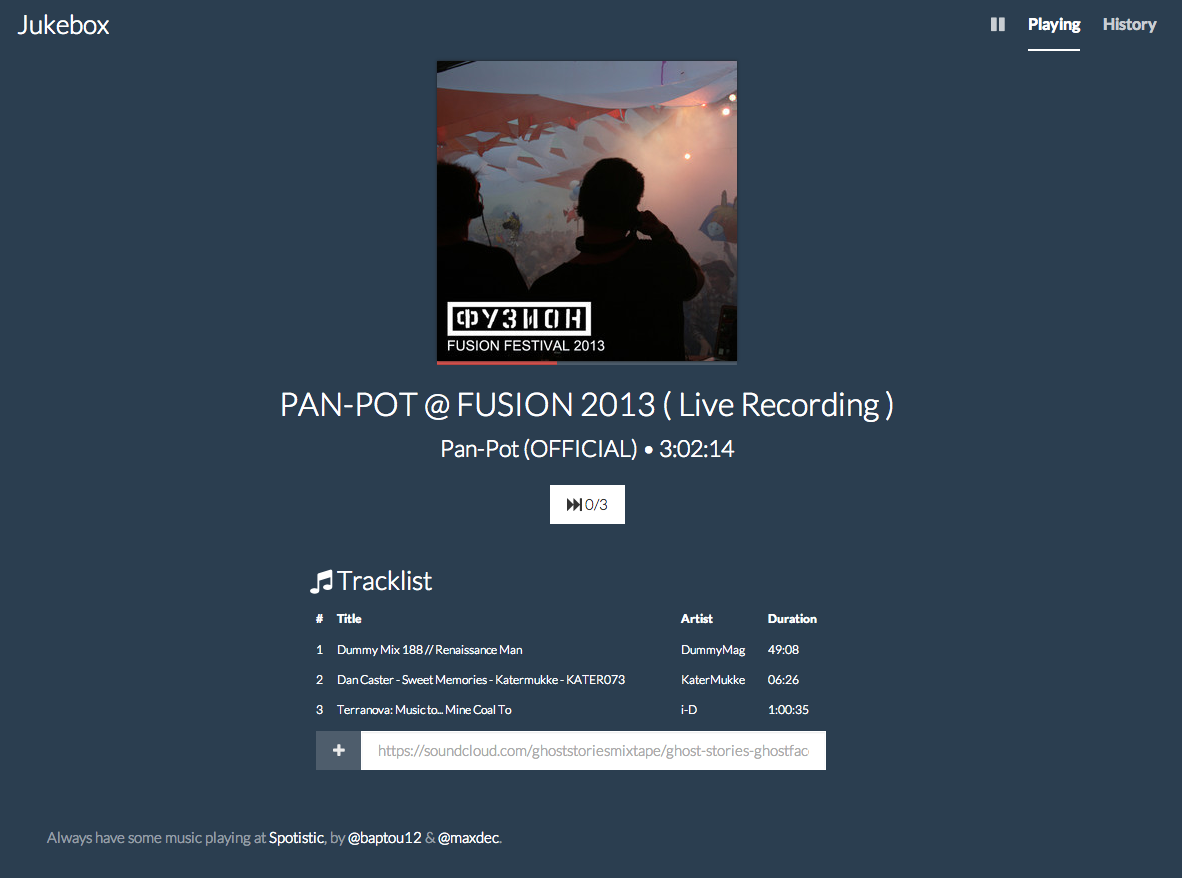 Jukebox
Playing History
ФУЗИОН
FUSION FESTIVAL 2013
PAN-POT @ FUSION 2013 ( Live Recording )
Pan-Pot (OFFICIAL) • 3:02:14
0/3
Tracklist
# Title Artist Duration
1 Dummy Mix 188 // Renaissance Man DummyMag 49:08
2 Dan Caster - Sweet Memories - Katermukke - KATER073 KaterMukke 06:26
3 Terranova: Music to... Mine Coal To i-D 1:00:35
https://soundcloud.com/ghoststoriesmixtape/ghost-stories-ghostfac
Always have some music playing at Spotistic, by @baptou12 & @maxdec.